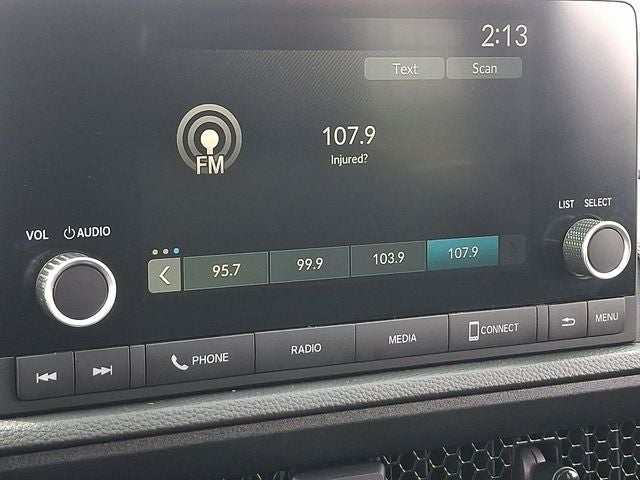 2:13
Text Scan
FM
107.9
Injured?
LIST SELECT
VOL AUDIO
95.7 99.9 103.9 107.9
PHONE RADIO MEDIA CONNECT MENU